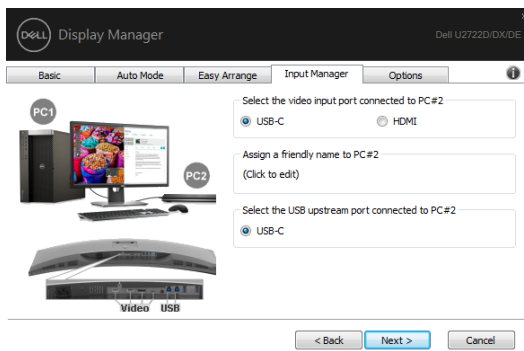 DELL Display Manager
Dell U2722D/DX/DE
Basic Auto Mode Easy Arrange Input Manager Options
PC1
PC2
Video USB
Select the video input port connected to PC#2
USB-C HDMI
Assign a friendly name to PC#2
(Click to edit)
Select the USB upstream port connected to PC#2
USB-C
< Back Next > Cancel